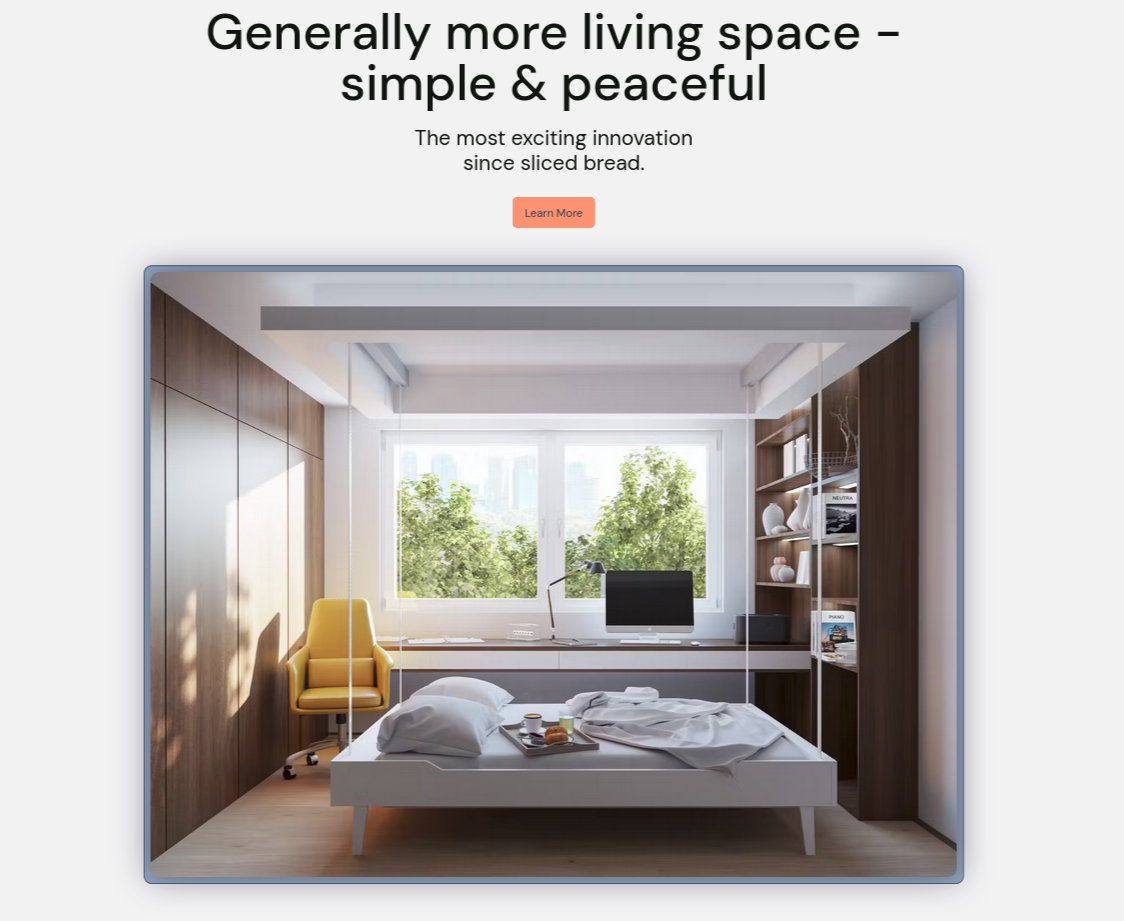 Generally more living space –
simple & peaceful
The most exciting innovation
since sliced bread.
Learn More
NEUTRA
PIANO